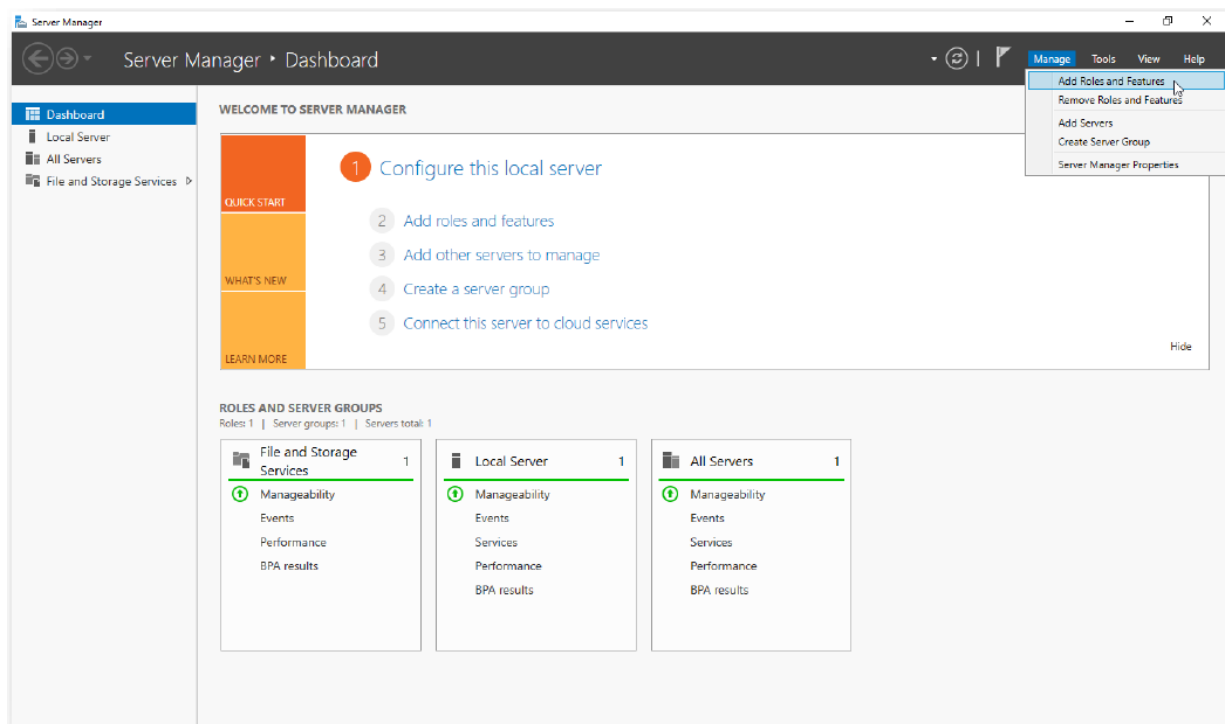 Server Manager
Server Manager • Dashboard
Manage Tools View Help
Add Roles and Features
Remove Roles and Features
Add Servers
Create Server Group
Server Manager Properties
Dashboard
Local Server
All Servers
File and Storage Services
WELCOME TO SERVER MANAGER
QUICK START
WHAT'S NEW
LEARN MORE
1 Configure this local server
2 Add roles and features
3 Add other servers to manage
4 Create a server group
5 Connect this server to cloud services
Hide
ROLES AND SERVER GROUPS
Roles: 1 | Server groups: 1 | Servers total: 1
File and Storage
Services 1
Manageability
Events
Performance
BPA results
Local Server 1
Manageability
Events
Services
Performance
BPA results
All Servers 1
Manageability
Events
Services
Performance
BPA results